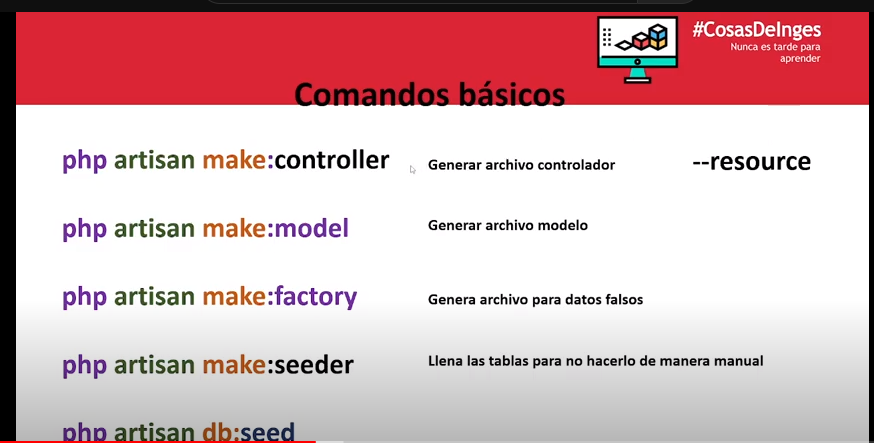 #CosasDeInges
Nunca es tarde para
aprender
Comandos básicos
php artisan make:controller Generar archivo controlador --resource
php artisan make:model Generar archivo modelo
php artisan make:factory Genera archivo para datos falsos
php artisan make:seeder Llena las tablas para no hacerlo de manera manual
php artisan db:seed